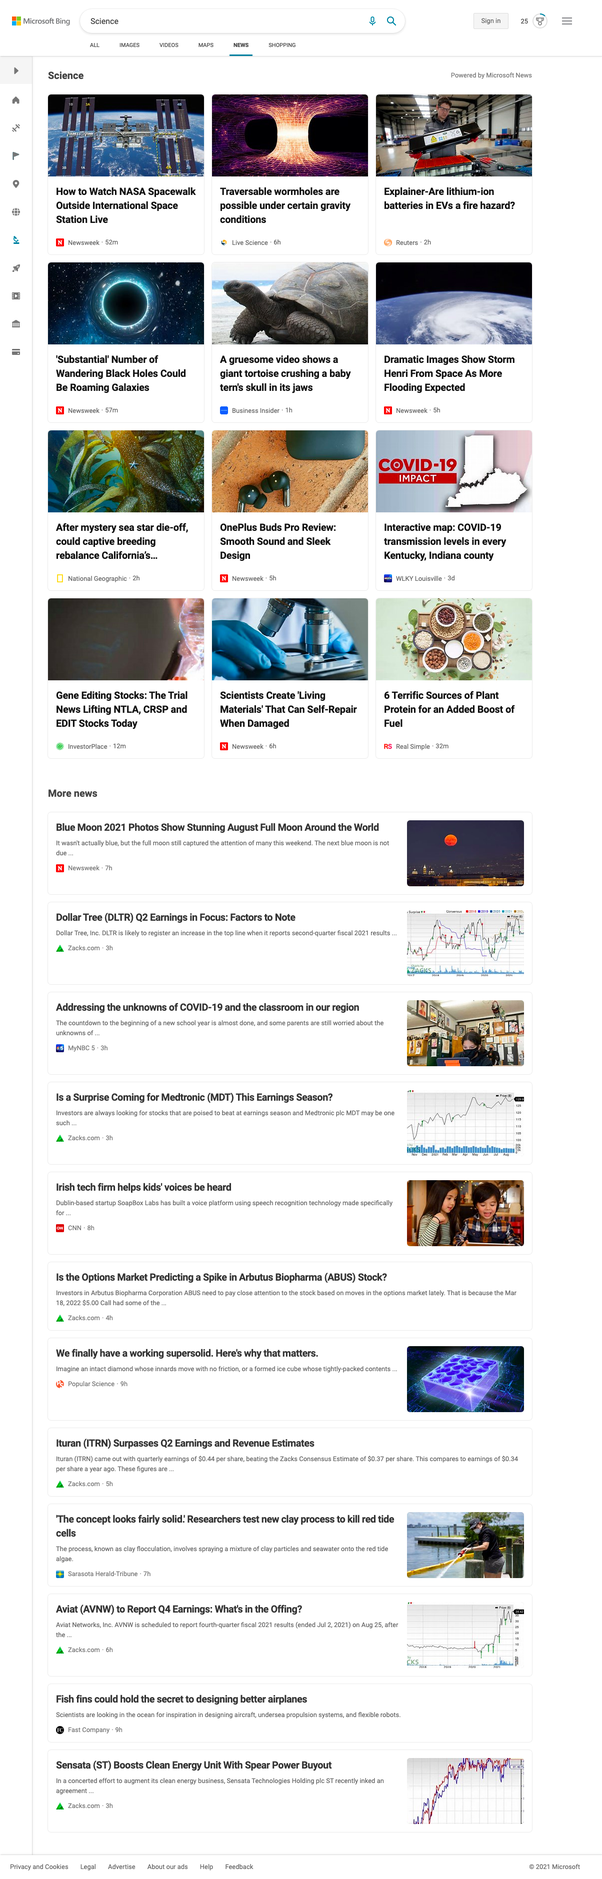 Microsoft Bing
Science
Sign in
25
ALL IMAGES VIDEOS MAPS NEWS SHOPPING
Science
Powered by Microsoft News
How to Watch NASA Spacewalk
Outside International Space
Station Live
Newsweek · 52m
Traversable wormholes are
possible under certain gravity
conditions
Live Science · 6h
Explainer-Are lithium-ion
batteries in EVs a fire hazard?
Reuters · 2h
'Substantial' Number of
Wandering Black Holes Could
Be Roaming Galaxies
Newsweek · 57m
A gruesome video shows a
giant tortoise crushing a baby
tern's skull in its jaws
Business Insider · 1h
Dramatic Images Show Storm
Henri From Space As More
Flooding Expected
Newsweek · 5h
After mystery sea star die-off,
could captive breeding
rebalance California's...
National Geographic · 2h
OnePlus Buds Pro Review:
Smooth Sound and Sleek
Design
Newsweek · 5h
COVID-19
IMPACT
Interactive map: COVID-19
transmission levels in every
Kentucky, Indiana county
WLKY Louisville · 3d
Gene Editing Stocks: The Trial
News Lifting NTLA, CRSP and
EDIT Stocks Today
InvestorPlace · 12m
Scientists Create 'Living
Materials' That Can Self-Repair
When Damaged
Newsweek · 6h
6 Terrific Sources of Plant
Protein for an Added Boost of
Fuel
RS Real Simple · 32m
More news
Blue Moon 2021 Photos Show Stunning August Full Moon Around the World
It wasn't actually blue, but the full moon still captured the attention of many this weekend. The next blue moon is not
due ...
Newsweek · 7h
Dollar Tree (DLTR) Q2 Earnings in Focus: Factors to Note
Dollar Tree, Inc. DLTR is likely to register an increase in the top line when it reports second-quarter fiscal 2021 results ...
Zacks.com · 3h
Addressing the unknowns of COVID-19 and the classroom in our region
The countdown to the beginning of a new school year is almost done, and some parents are still worried about the
unknowns of ...
MyNBC 5 · 3h
Is a Surprise Coming for Medtronic (MDT) This Earnings Season?
Investors are always looking for stocks that are poised to beat at earnings season and Medtronic plc MDT may be one
such ...
Zacks.com · 3h
Irish tech firm helps kids' voices be heard
Dublin-based startup SoapBox Labs has built a voice platform using speech recognition technology made specifically
for ...
CNN · 8h
Is the Options Market Predicting a Spike in Arbutus Biopharma (ABUS) Stock?
Investors in Arbutus Biopharma Corporation ABUS need to pay close attention to the stock based on moves in the options market lately. That is because the Mar
18, 2022 $5.00 Call had some of the ...
Zacks.com · 4h
We finally have a working supersolid. Here's why that matters.
Imagine an intact diamond whose innards move with no friction, or a formed ice cube whose tightly-packed contents ...
Popular Science · 9h
Ituran (ITRN) Surpasses Q2 Earnings and Revenue Estimates
Ituran (ITRN) came out with quarterly earnings of $0.44 per share, beating the Zacks Consensus Estimate of $0.37 per share. This compares to earnings of $0.34
per share a year ago. These figures are ...
Zacks.com · 5h
'The concept looks fairly solid.' Researchers test new clay process to kill red tide
cells
The process, known as clay flocculation, involves spraying a mixture of clay particles and seawater onto the red tide
algae.
Sarasota Herald-Tribune · 7h
Aviat (AVNW) to Report Q4 Earnings: What's in the Offing?
Aviat Networks, Inc. AVNW is scheduled to report fourth-quarter fiscal 2021 results (ended Jul 2, 2021) on Aug 25, after
the ...
Zacks.com · 6h
Fish fins could hold the secret to designing better airplanes
Scientists are looking in the ocean for inspiration in designing aircraft, undersea propulsion systems, and flexible robots.
Fast Company · 9h
Sensata (ST) Boosts Clean Energy Unit With Spear Power Buyout
In a concerted effort to augment its clean energy business, Sensata Technologies Holding plc ST recently inked an
agreement ...
Zacks.com · 3h
Privacy and Cookies Legal Advertise About our ads Help Feedback
© 2021 Microsoft